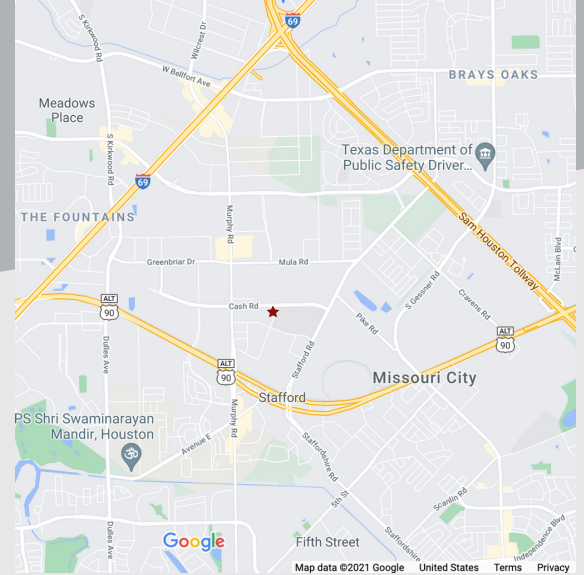 69
S Kirkwood Rd
Wilcrest Dr
W Bellfort Ave
BRAYS OAKS
Meadows
Place
S Kirkwood Rd
Texas Department of
Public Safety Driver...
69
THE FOUNTAINS
Murphy Rd
Sam Houston Tollway
McLain Blvd
Greenbriar Dr
Mula Rd
S Gessner Rd
ALT
90
Cash Rd
Cravens Rd
Pike Rd
ALT
90
Dulles Ave
Stafford Rd
ALT
90
Missouri City
Stafford
Murphy Rd
PS Shri Swaminarayan
Mandir, Houston
Avenue E
ॐ
Staffordshire Rd
5th St
Scanlin Rd
Dulles Ave
Independence Blvd
Staffordshire
Google
Fifth Street
Map data ©2021 Google United States Terms Privacy